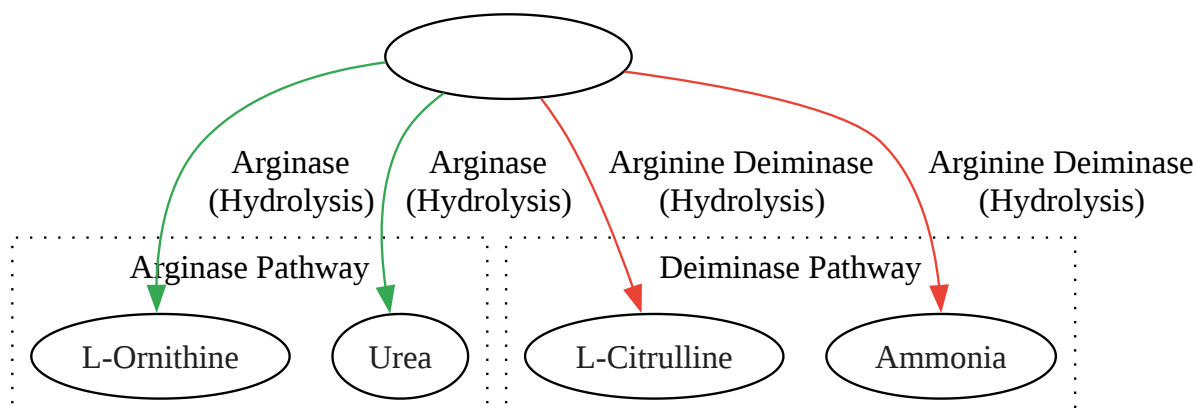 Arginase
(Hydrolysis)
Arginase
(Hydrolysis)
Arginine Deiminase
(Hydrolysis)
Arginine Deiminase
(Hydrolysis)
Arginase Pathway
Deiminase Pathway
L-Ornithine
Urea
L-Citrulline
Ammonia